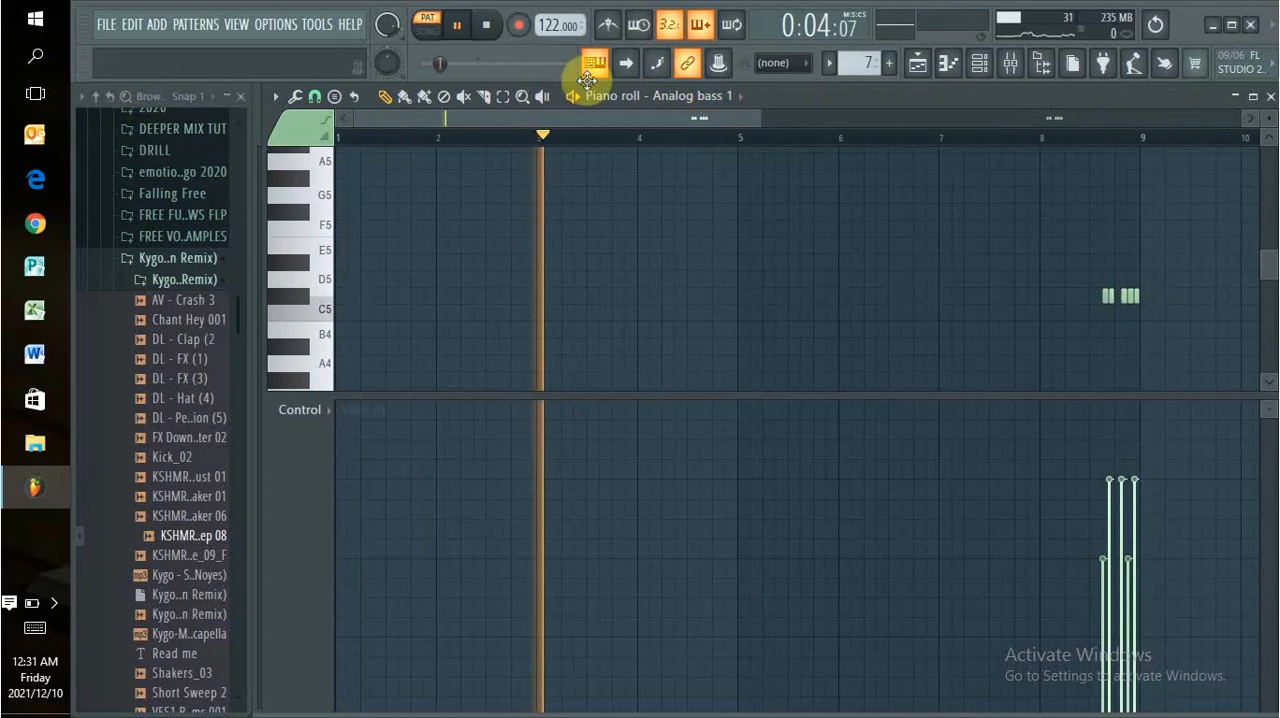 FILE EDIT ADD PATTERNS VIEW OPTIONS TOOLS HELP
PAT
SONG
122.000
3.2.
0:04:07
M:S:CS
31
235 MB
0
(none)
7
09/06 FL
STUDIO 2..
Brow.. Snap 1
Piano roll - Analog bass 1
1 2 3 4 5 6 7 8 9 10
2020
DEEPER MIX TUT
DRILL
emotio..go 2020
Falling Free
FREE FU..WS FLP
FREE VO..AMPLES
Kygo..n Remix)
Kygo..Remix)
AV - Crash 3
Chant Hey 001
DL - Clap (2
DL - FX (1)
DL - FX (3)
DL - Hat (4)
DL - Pe..ion (5)
FX Down..ter 02
Kick_02
KSHMR..ust 01
KSHMR..aker 01
KSHMR..aker 06
KSHMR..ep 08
KSHMR..e_09_F
Kygo - S..Noyes)
Kygo..n Remix)
Kygo..n Remix)
Kygo-M..capella
Read me
Shakers_03
Short Sweep 2
A5
G5
F5
E5
D5
C5
B4
A4
Control
Activate Windows
Go to Settings to activate Windows.
12:31 AM
Friday
2021/12/10